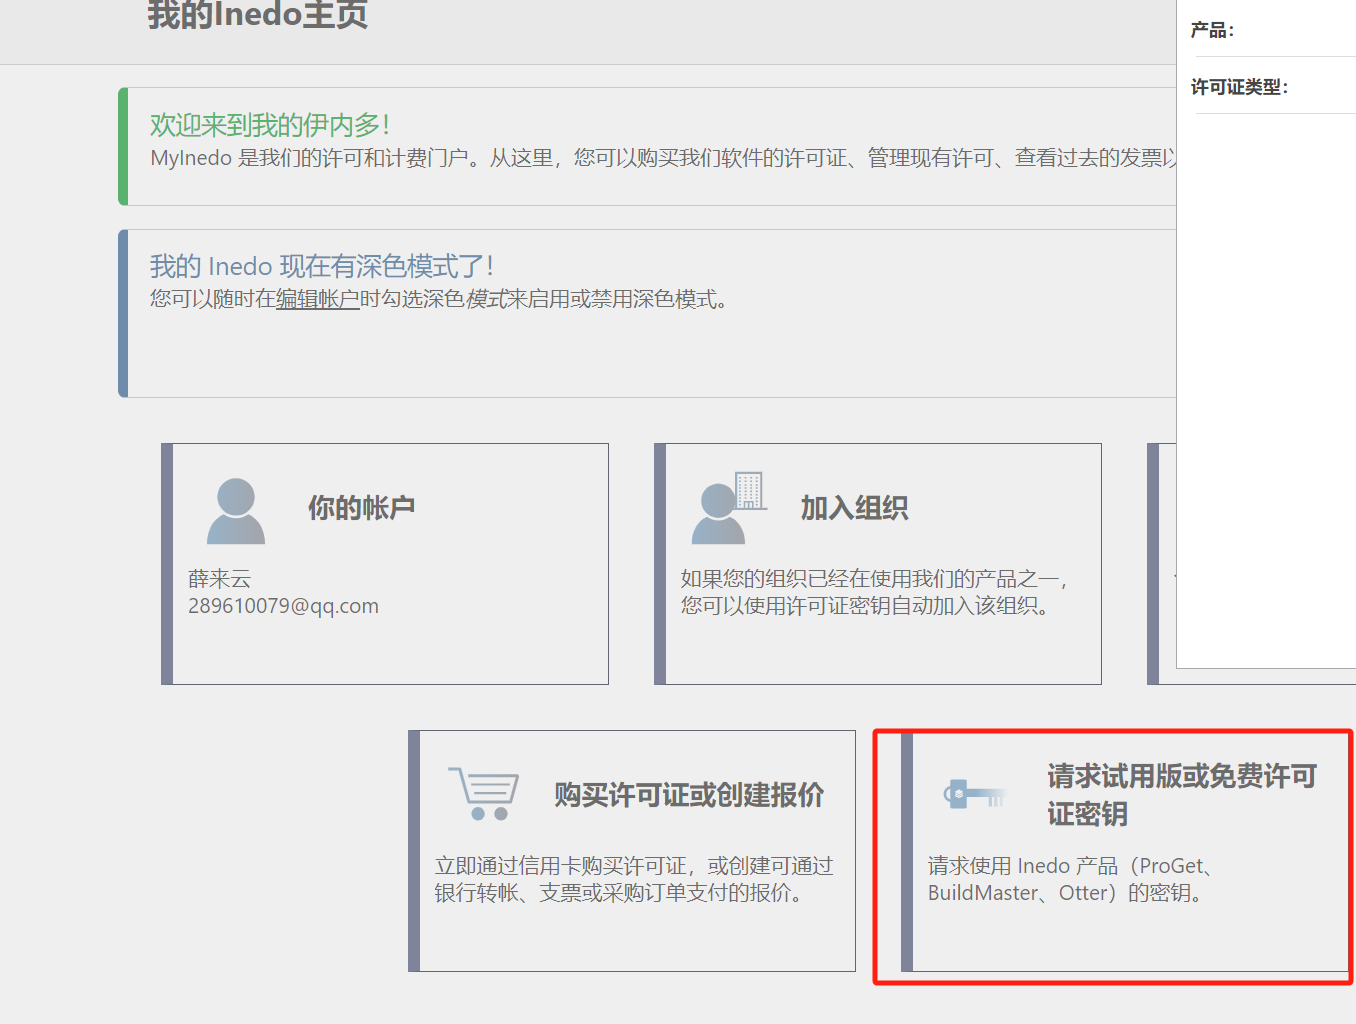 我的Inedo主页
产品：
许可证类型：
欢迎来到我的伊内多！
MyInedo 是我们的许可和计费门户。从这里，您可以购买我们软件的许可证、管理现有许可、查看过去的发票以
我的 Inedo 现在有深色模式了！
您可以随时在编辑帐户时勾选深色模式来启用或禁用深色模式。
你的帐户
薛来云
289610079@qq.com
加入组织
如果您的组织已经在使用我们的产品之一，
您可以使用许可证密钥自动加入该组织。
购买许可证或创建报价
立即通过信用卡购买许可证，或创建可通过
银行转帐、支票或采购订单支付的报价。
请求试用版或免费许可
证密钥
请求使用 Inedo 产品（ProGet、
BuildMaster、Otter）的密钥。